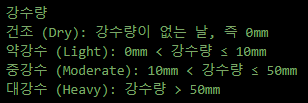 강수량
건조 (Dry): 강수량이 없는 날, 즉 0mm
약강수 (Light): 0mm < 강수량 ≤ 10mm
중강수 (Moderate): 10mm < 강수량 ≤ 50mm
대강수 (Heavy): 강수량 > 50mm